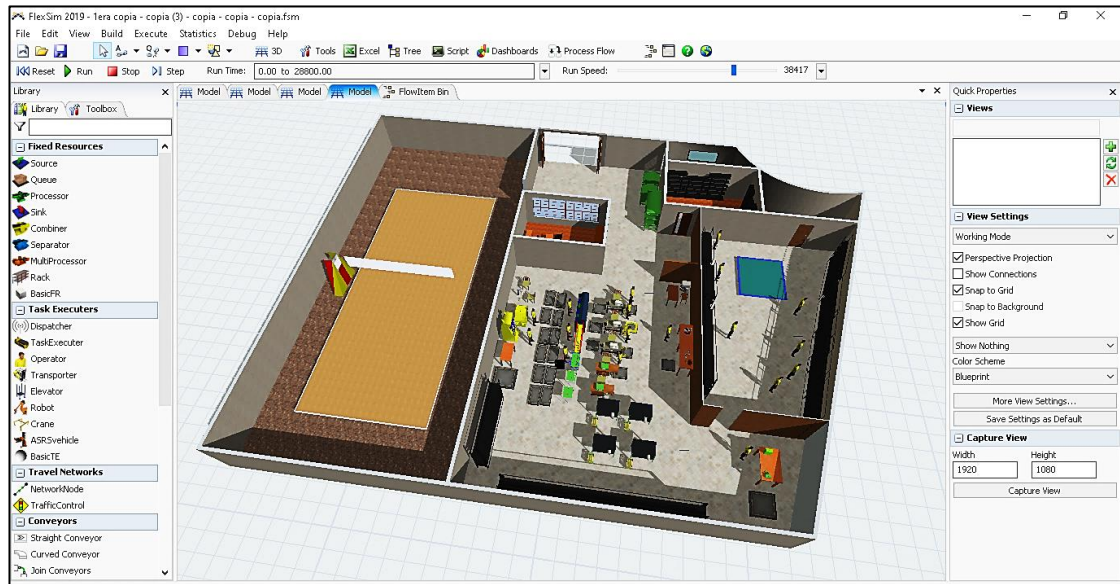 FlexSim 2019 - 1era copia - copia (3) - copia - copia - copia.fsm
File Edit View Build Execute Statistics Debug Help
3D Tools Excel Tree Script Dashboards Process Flow
Reset Run Stop Step Run Time: 0.00 to 28800.00 Run Speed: 38417
Library
Model Model Model Model FlowItem Bin
Quick Properties
Library Toolbox
Views
Fixed Resources
Source
Queue
Processor
Sink
Combiner
Separator
MultiProcessor
Rack
BasicFR
Task Executers
Dispatcher
TaskExecuter
Operator
Transporter
Elevator
Robot
Crane
ASRSvehicle
BasicTE
Travel Networks
NetworkNode
TrafficControl
Conveyors
Straight Conveyor
Curved Conveyor
Join Conveyors
View Settings
Working Mode
Perspective Projection
Show Connections
Snap to Grid
Snap to Background
Show Grid
Show Nothing
Color Scheme
Blueprint
More View Settings...
Save Settings as Default
Capture View
Width Height
1920 1080
Capture View